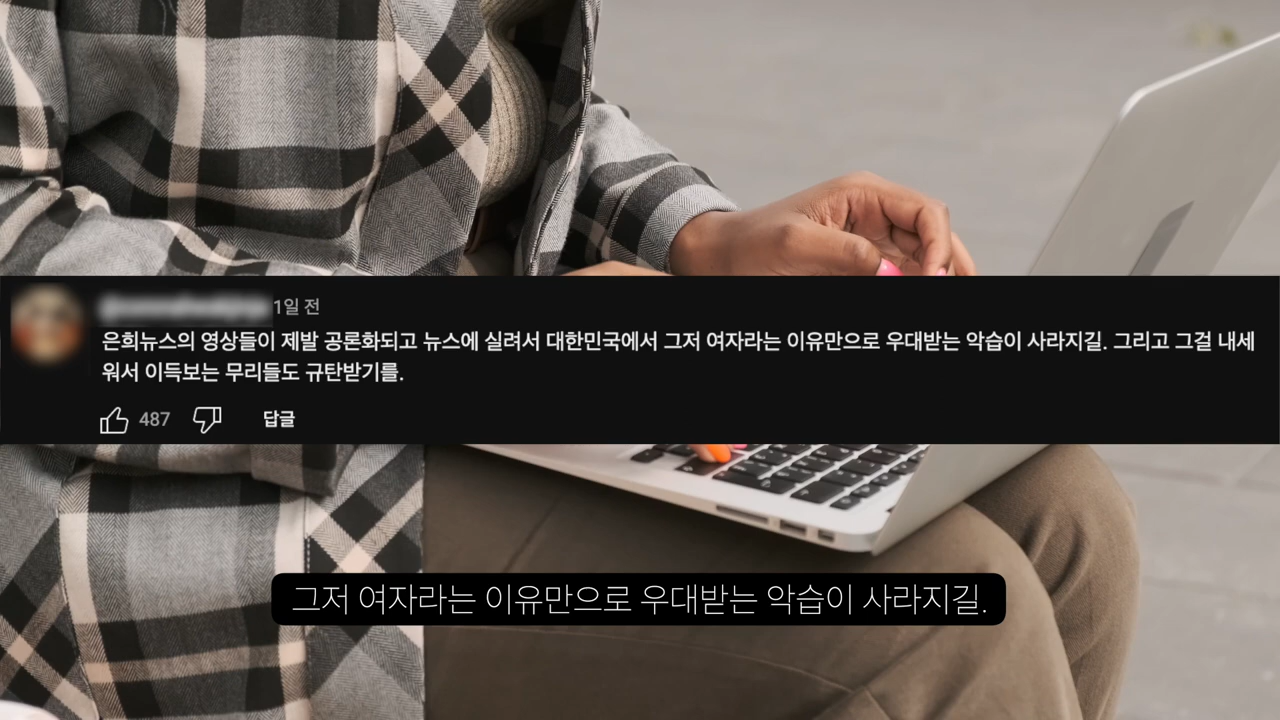 1일 전
은희뉴스의 영상들이 제발 공론화되고 뉴스에 실려서 대한민국에서 그저 여자라는 이유만으로 우대받는 악습이 사라지길. 그리고 그걸 내세
워서 이득보는 무리들도 규탄받기를.
487 답글
그저 여자라는 이유만으로 우대받는 악습이 사라지길.